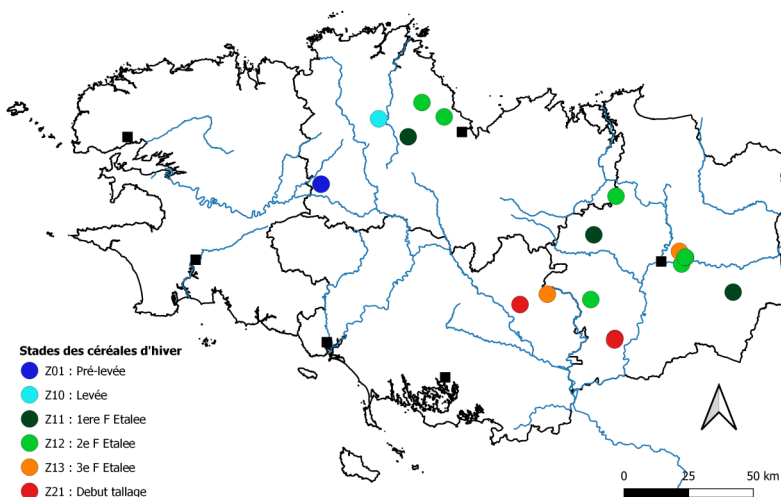 Stades des céréales d'hiver
Z01 : Pré-levée
Z10 : Levée
Z11 : 1ere F Etalee
Z12 : 2e F Etalee
Z13 : 3e F Etalee
Z21 : Debut tallage
0 25 50 km